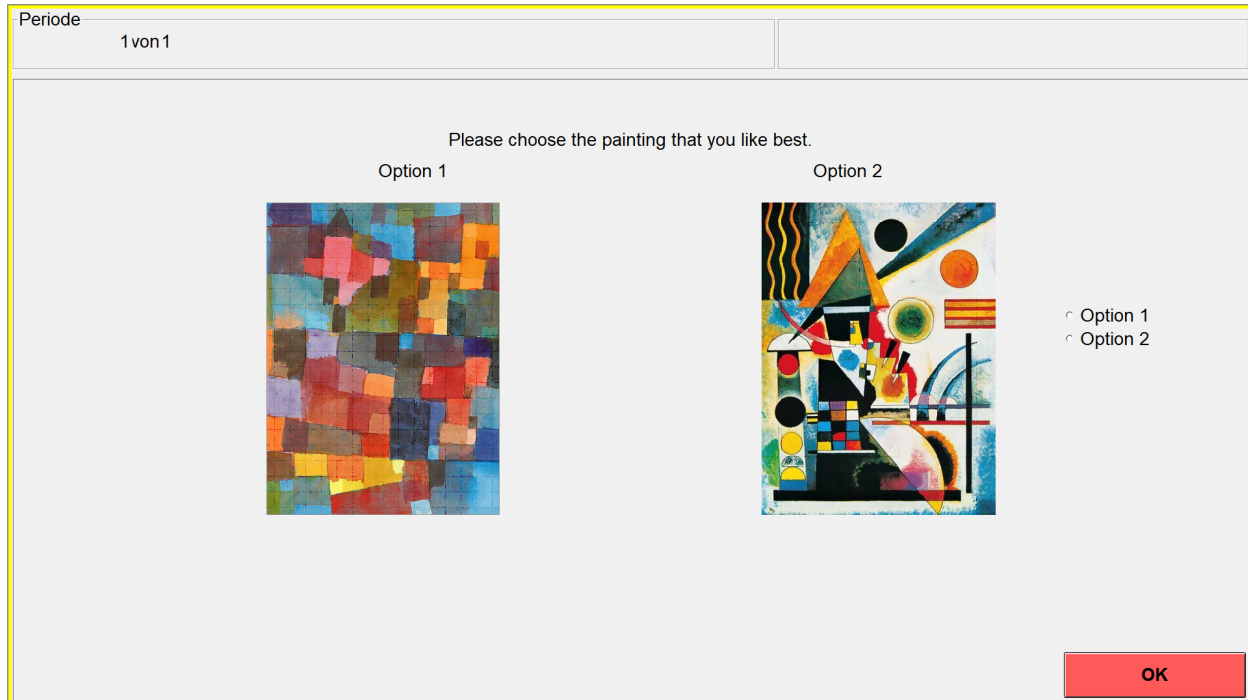 Periode
1 von 1
Please choose the painting that you like best.
Option 1
Option 2
Option 1
Option 2
OK